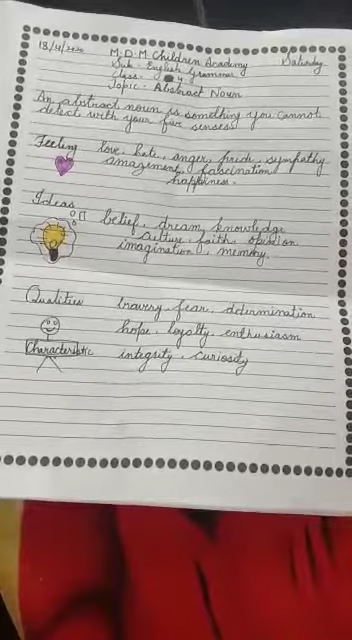 18/4/2020 M.D.M Children Academy Saturday
Sub - English Grammar
Class - 4
Topic - Abstract Noun
An abstract noun is something you cannot
detect with your five senses
Feeling love, hate, anger, pride, sympathy
amazement, fascination
happiness.
Ideas
belief, dream, knowledge
culture, faith, opinion
imagination, memory.
Qualities bravery, fear, determination
hope, loyalty, enthusiasm
Characteristic integrity, curiosity